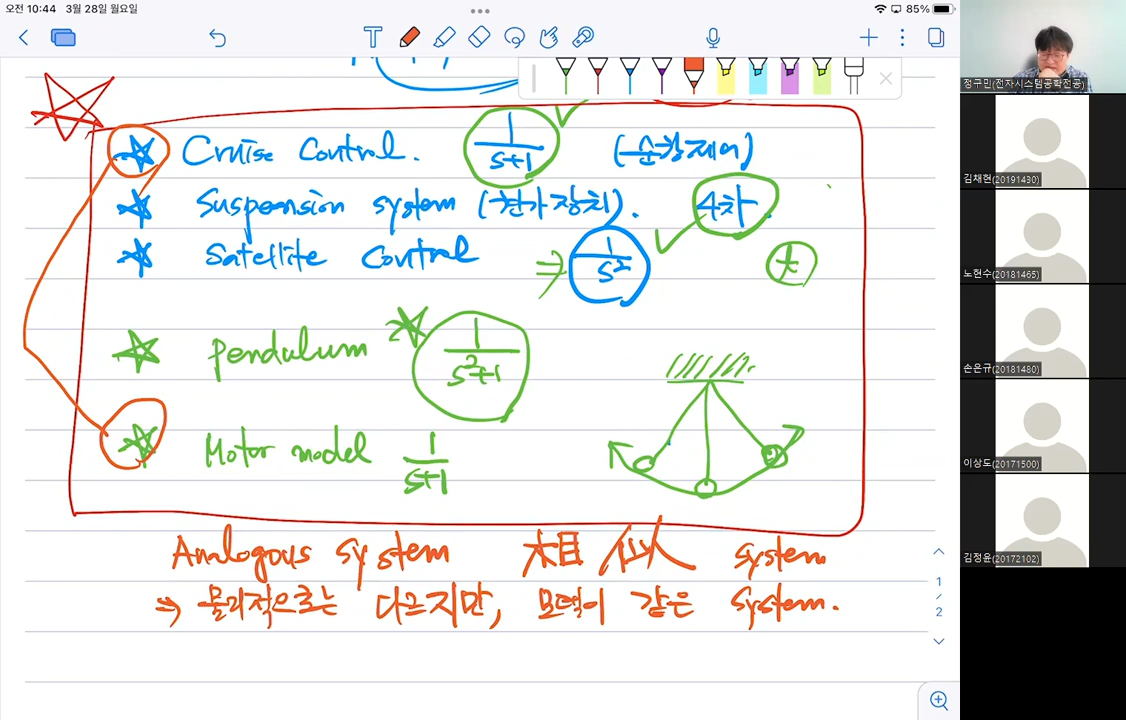 오전 10:44 3월 28일 월요일
85%
정구민(전자시스템공학전공)
김채현(20191430)
노현수(20181465)
손은규(20181480)
이상도(20171500)
김정윤(20172102)
Cruise Control. 1/(s+1) (순항제어)
Suspension system (현가장치). 4차
Satellite Control ⇒ 1/s² t
Pendulum 1/(s²+1)
Motor model 1/(s+1)
Analogous system 相似 system
⇒ 물리적으로는 다르지만, 모델이 같은 system.
1
/
2